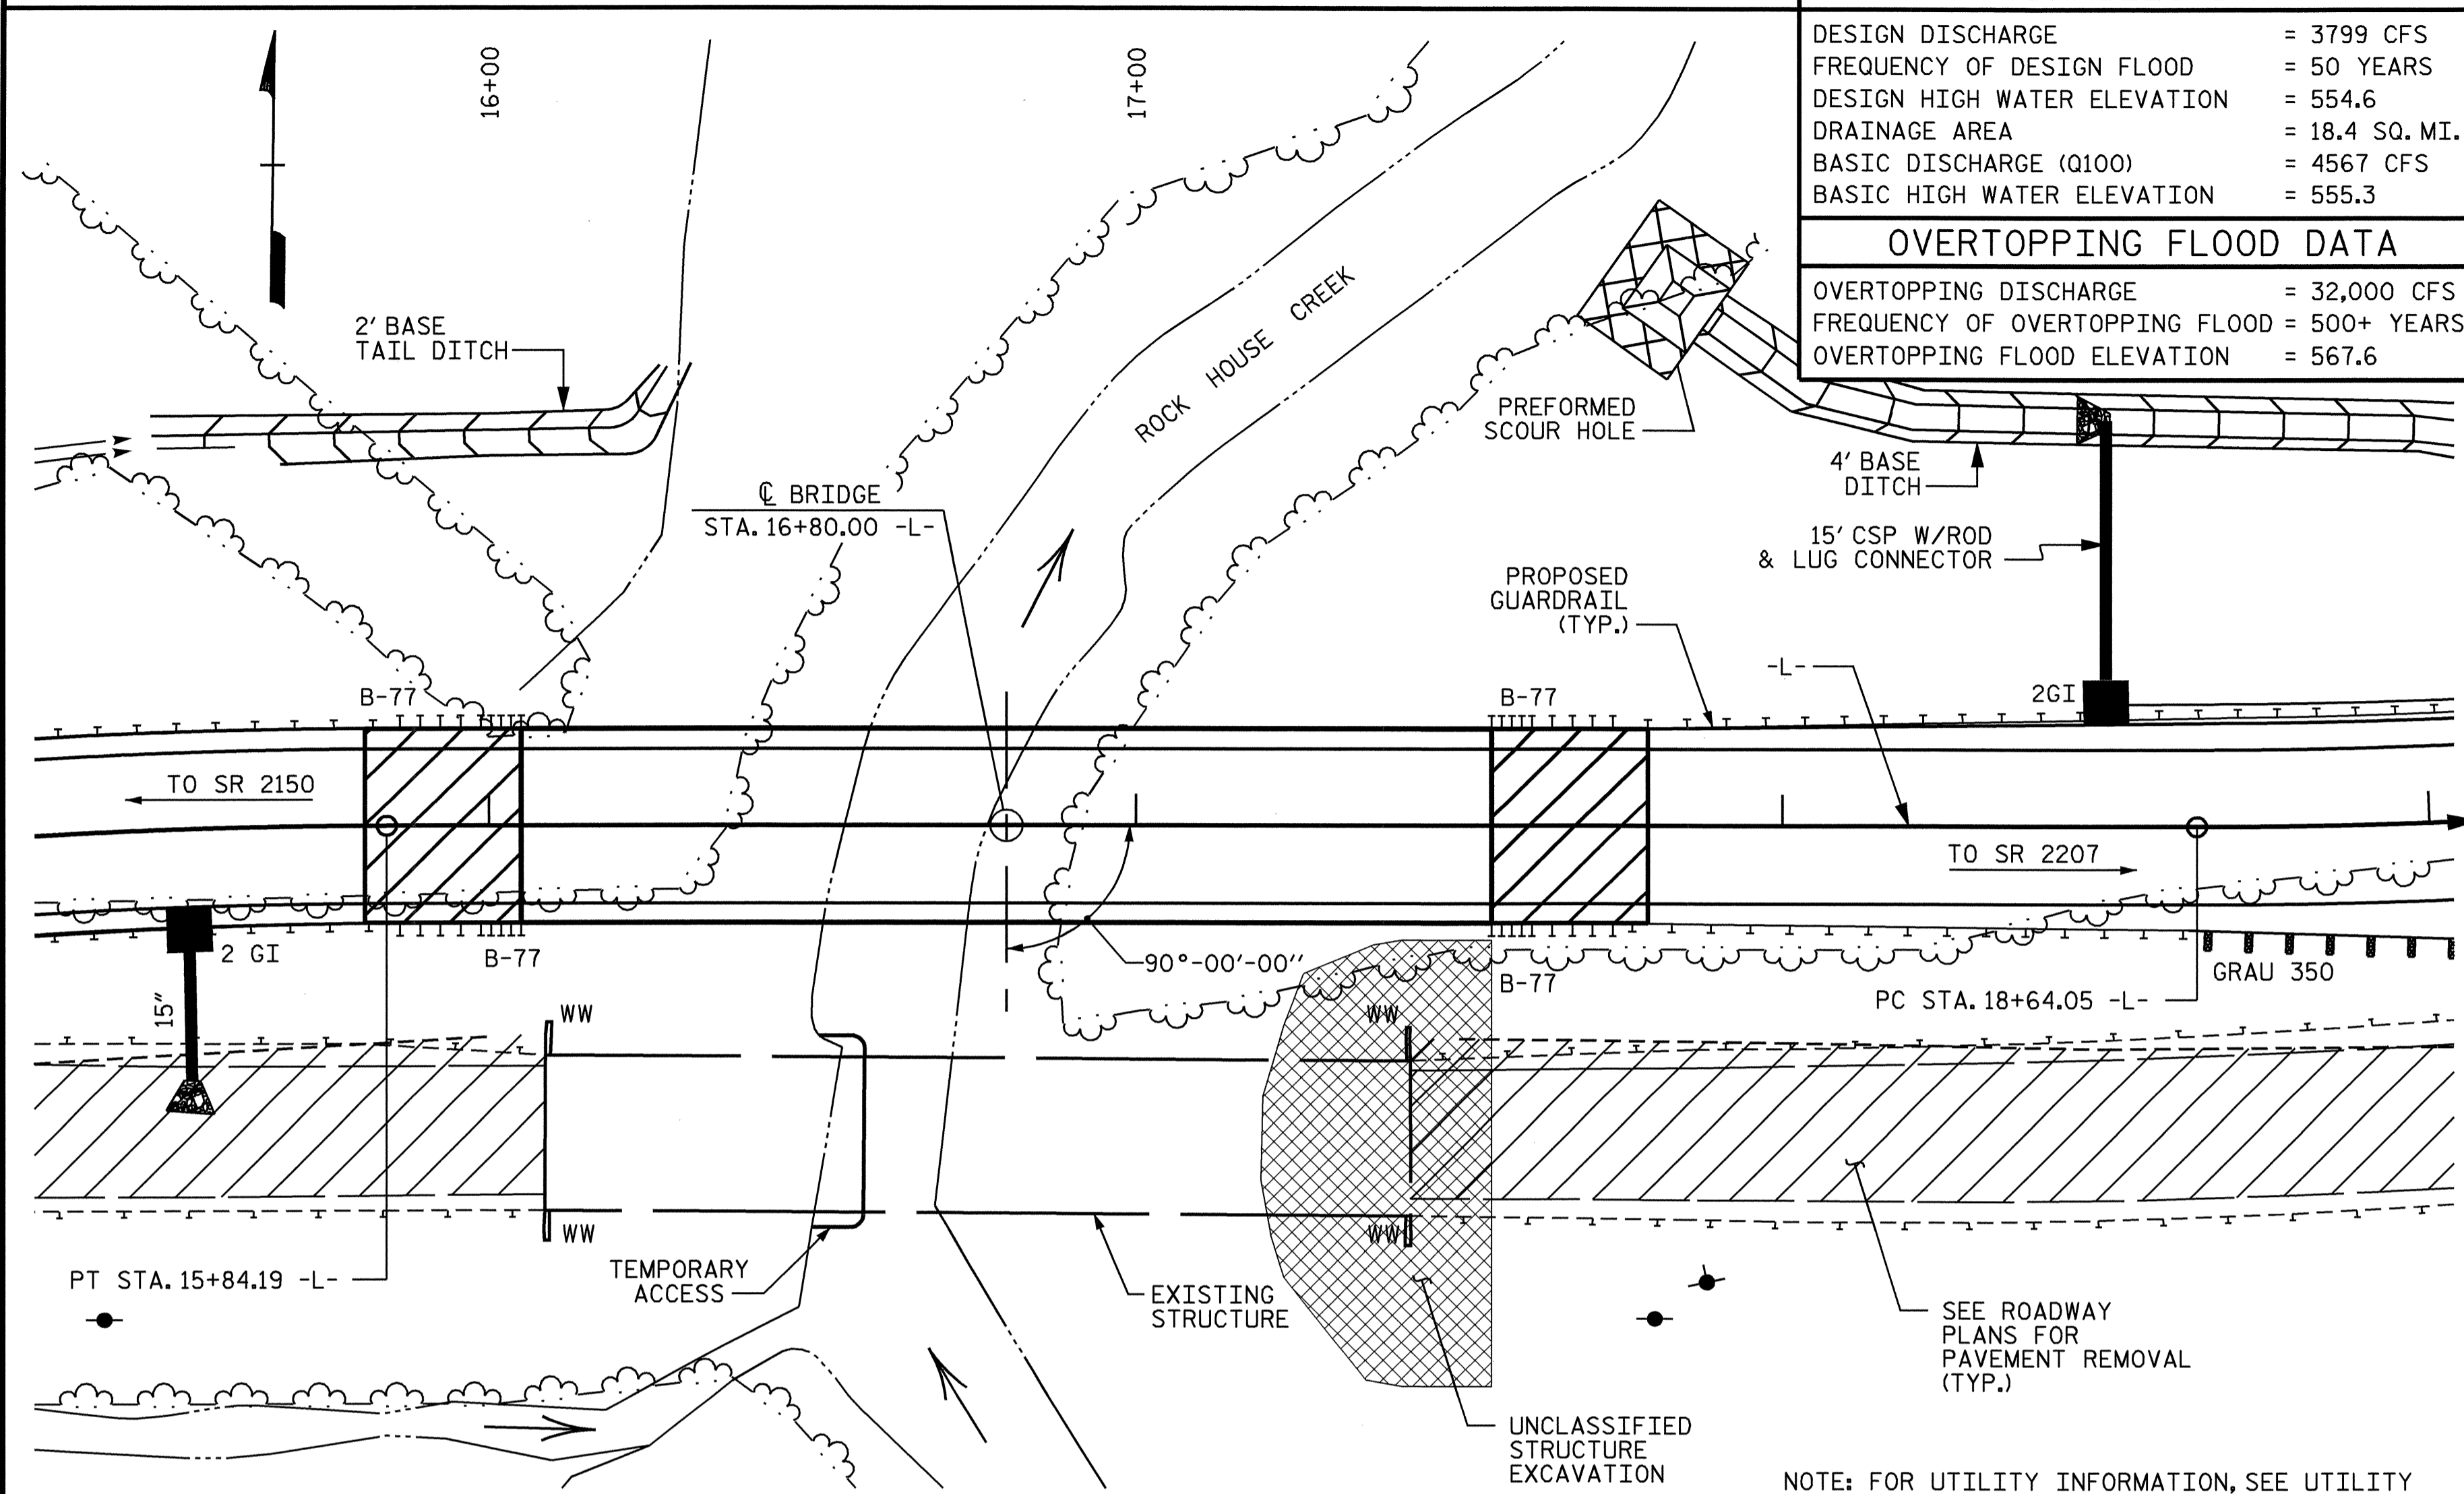 DESIGN DISCHARGE = 3799 CFS
FREQUENCY OF DESIGN FLOOD = 50 YEARS
DESIGN HIGH WATER ELEVATION = 554.6
DRAINAGE AREA = 18.4 SQ. MI.
BASIC DISCHARGE (Q100) = 4567 CFS
BASIC HIGH WATER ELEVATION = 555.3
OVERTOPPING FLOOD DATA
OVERTOPPING DISCHARGE = 32,000 CFS
FREQUENCY OF OVERTOPPING FLOOD = 500+ YEARS
OVERTOPPING FLOOD ELEVATION = 567.6
16+00
17+00
2' BASE
TAIL DITCH
ROCK HOUSE CREEK
PREFORMED
SCOUR HOLE
4' BASE
DITCH
℄ BRIDGE
STA. 16+80.00 -L-
15' CSP W/ROD
& LUG CONNECTOR
PROPOSED
GUARDRAIL
(TYP.)
-L-
B-77
B-77
2GI
TO SR 2150
TO SR 2207
2 GI
B-77
90°-00'-00''
B-77
GRAU 350
PC STA. 18+64.05 -L-
15"
WW
WW
WW
WW
PT STA. 15+84.19 -L-
TEMPORARY
ACCESS
EXISTING
STRUCTURE
SEE ROADWAY
PLANS FOR
PAVEMENT REMOVAL
(TYP.)
UNCLASSIFIED
STRUCTURE
EXCAVATION
NOTE: FOR UTILITY INFORMATION, SEE UTILITY